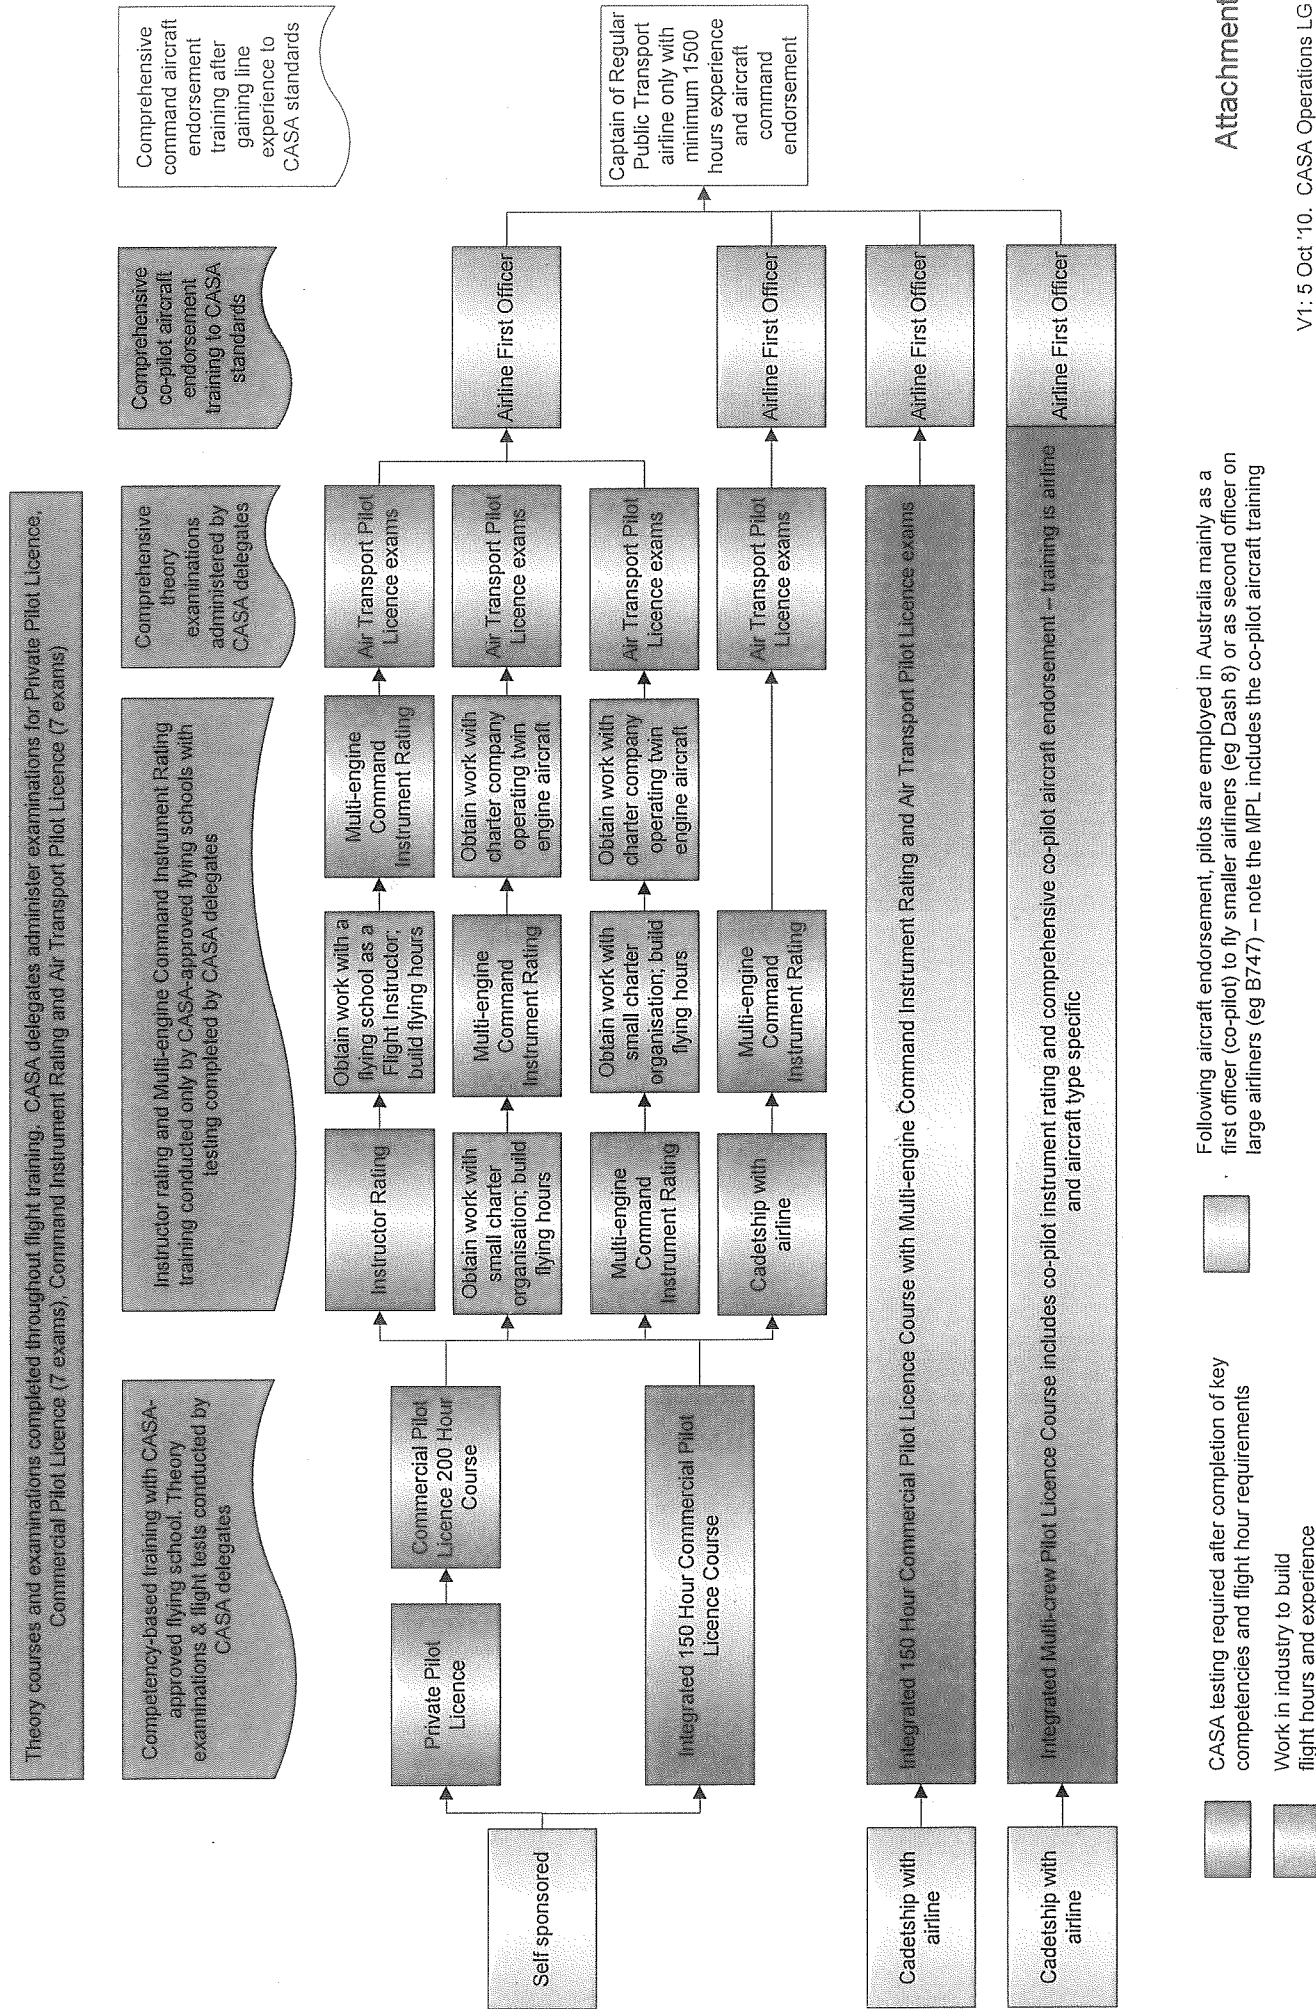 Theory courses and examinations completed throughout flight training. CASA delegates administer examinations for Private Pilot Licence,
Commercial Pilot Licence (7 exams), Command Instrument Rating and Air Transport Pilot Licence (7 exams)
Competency-based training with CASA-
approved flying school. Theory
examinations & flight tests conducted by
CASA delegates
Instructor rating and Multi-engine Command Instrument Rating
training conducted only by CASA-approved flying schools with
testing completed by CASA delegates
Comprehensive
theory
examinations
administered by
CASA delegates
Comprehensive
co-pilot aircraft
endorsement
training to CASA
standards
Comprehensive
command aircraft
endorsement
training after
gaining line
experience to
CASA standards
Self sponsored
Private Pilot
Licence
Commercial Pilot
Licence 200 Hour
Course
Integrated 150 Hour Commercial Pilot
Licence Course
Instructor Rating
Obtain work with a
flying school as a
Flight Instructor;
build flying hours
Multi-engine
Command
Instrument Rating
Air Transport Pilot
Licence exams
Obtain work with
small charter
organisation; build
flying hours
Multi-engine
Command
Instrument Rating
Obtain work with
charter company
operating twin
engine aircraft
Air Transport Pilot
Licence exams
Airline First Officer
Multi-engine
Command
Instrument Rating
Obtain work with
small charter
organisation; build
flying hours
Obtain work with
charter company
operating twin
engine aircraft
Air Transport Pilot
Licence exams
Cadetship with
airline
Multi-engine
Command
Instrument Rating
Air Transport Pilot
Licence exams
Airline First Officer
Captain of Regular
Public Transport
airline only with
minimum 1500
hours experience
and aircraft
command
endorsement
Cadetship with
airline
Integrated 150 Hour Commercial Pilot Licence Course with Multi-engine Command Instrument Rating and Air Transport Pilot Licence exams
Airline First Officer
Cadetship with
airline
Integrated Multi-crew Pilot Licence Course includes co-pilot instrument rating and comprehensive co-pilot aircraft endorsement – training is airline
and aircraft type specific
Airline First Officer
CASA testing required after completion of key
competencies and flight hour requirements
Work in industry to build
flight hours and experience
Following aircraft endorsement, pilots are employed in Australia mainly as a
first officer (co-pilot) to fly smaller airliners (eg Dash 8) or as second officer on
large airliners (eg B747) – note the MPL includes the co-pilot aircraft training
Attachment
V1: 5 Oct '10. CASA Operations LG